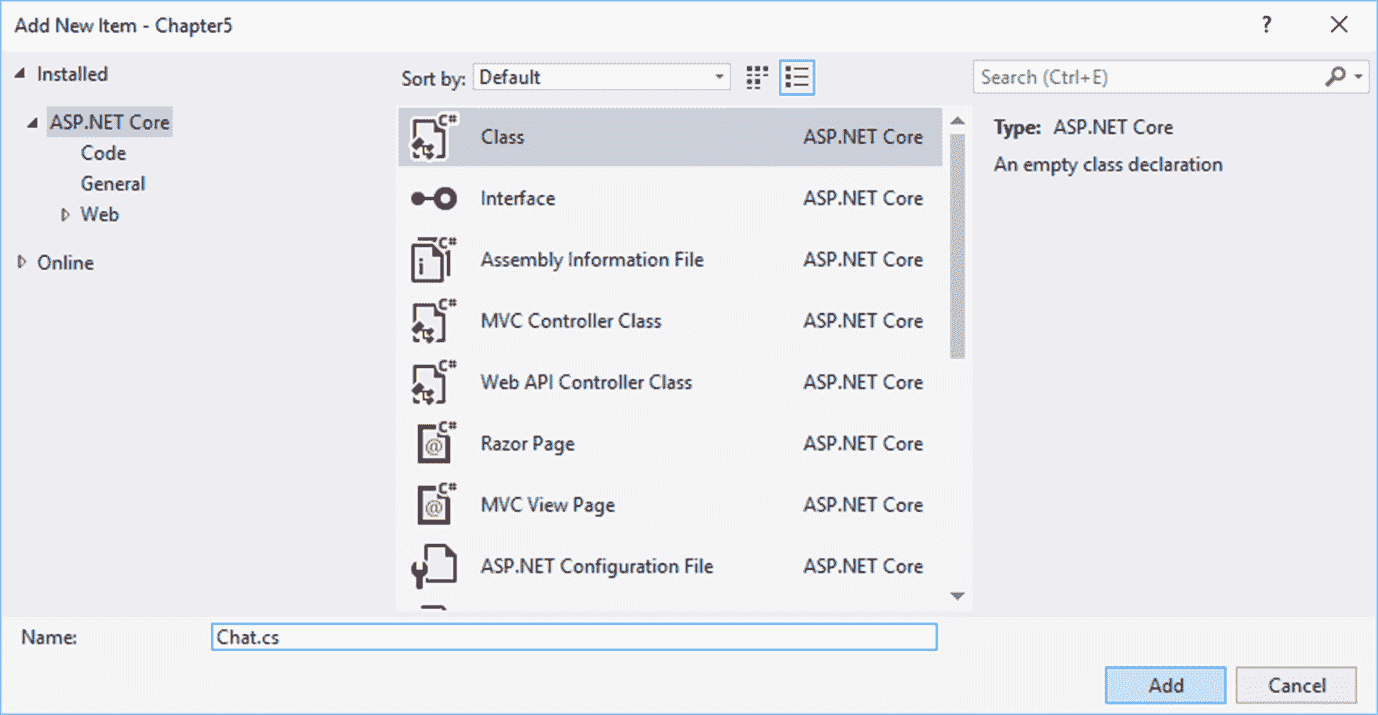 Add New Item - Chapter5
?
Installed
ASP.NET Core
Code
General
Web
Online
Sort by: Default
Search (Ctrl+E)
C# Class ASP.NET Core
Interface ASP.NET Core
C# Assembly Information File ASP.NET Core
C# MVC Controller Class ASP.NET Core
C# Web API Controller Class ASP.NET Core
C# Razor Page ASP.NET Core
C# MVC View Page ASP.NET Core
ASP.NET Configuration File ASP.NET Core
Type: ASP.NET Core
An empty class declaration
Name: Chat.cs
Add Cancel